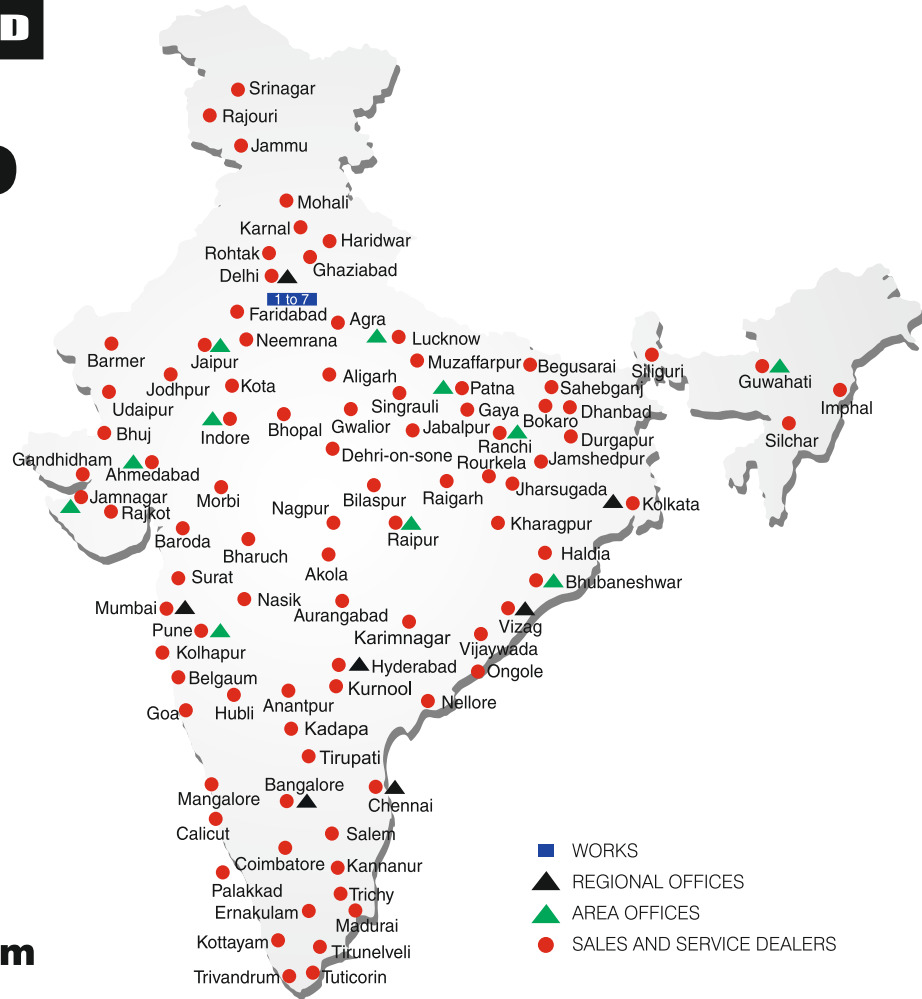 D
Srinagar
Rajouri
Jammu
Mohali
Karnal
Haridwar
Rohtak
Ghaziabad
Delhi
1 to 7
Faridabad
Agra
Neemrana
Lucknow
Barmer
Jaipur
Muzaffarpur
Begusarai
Siliguri
Guwahati
Jodhpur
Kota
Aligarh
Patna
Sahebganj
Imphal
Udaipur
Singrauli
Gaya
Bokaro
Dhanbad
Indore
Bhopal
Gwalior
Jabalpur
Ranchi
Durgapur
Silchar
Bhuj
Dehri-on-sone
Rourkela
Jamshedpur
Gandhidham
Ahmedabad
Jamnagar
Morbi
Bilaspur
Raigarh
Jharsugada
Kolkata
Rajkot
Nagpur
Raipur
Kharagpur
Baroda
Bharuch
Haldia
Surat
Akola
Bhubaneshwar
Mumbai
Nasik
Aurangabad
Vizag
Pune
Karimnagar
Vijaywada
Kolhapur
Hyderabad
Ongole
Belgaum
Kurnool
Goa
Hubli
Anantpur
Nellore
Kadapa
Tirupati
Mangalore
Bangalore
Chennai
Calicut
Salem
Coimbatore
Kannanur
Palakkad
Trichy
Ernakulam
Madurai
Kottayam
Tirunelveli
Trivandrum
Tuticorin
WORKS
REGIONAL OFFICES
AREA OFFICES
SALES AND SERVICE DEALERS
m